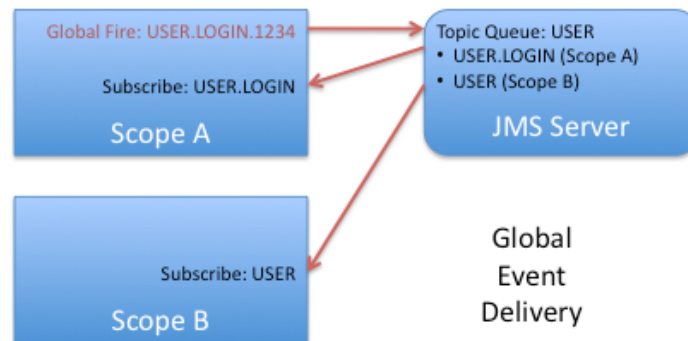 Global Fire: USER.LOGIN.1234
Subscribe: USER.LOGIN
Scope A
Topic Queue: USER
• USER.LOGIN (Scope A)
• USER (Scope B)
JMS Server
Subscribe: USER
Scope B
Global
Event
Delivery